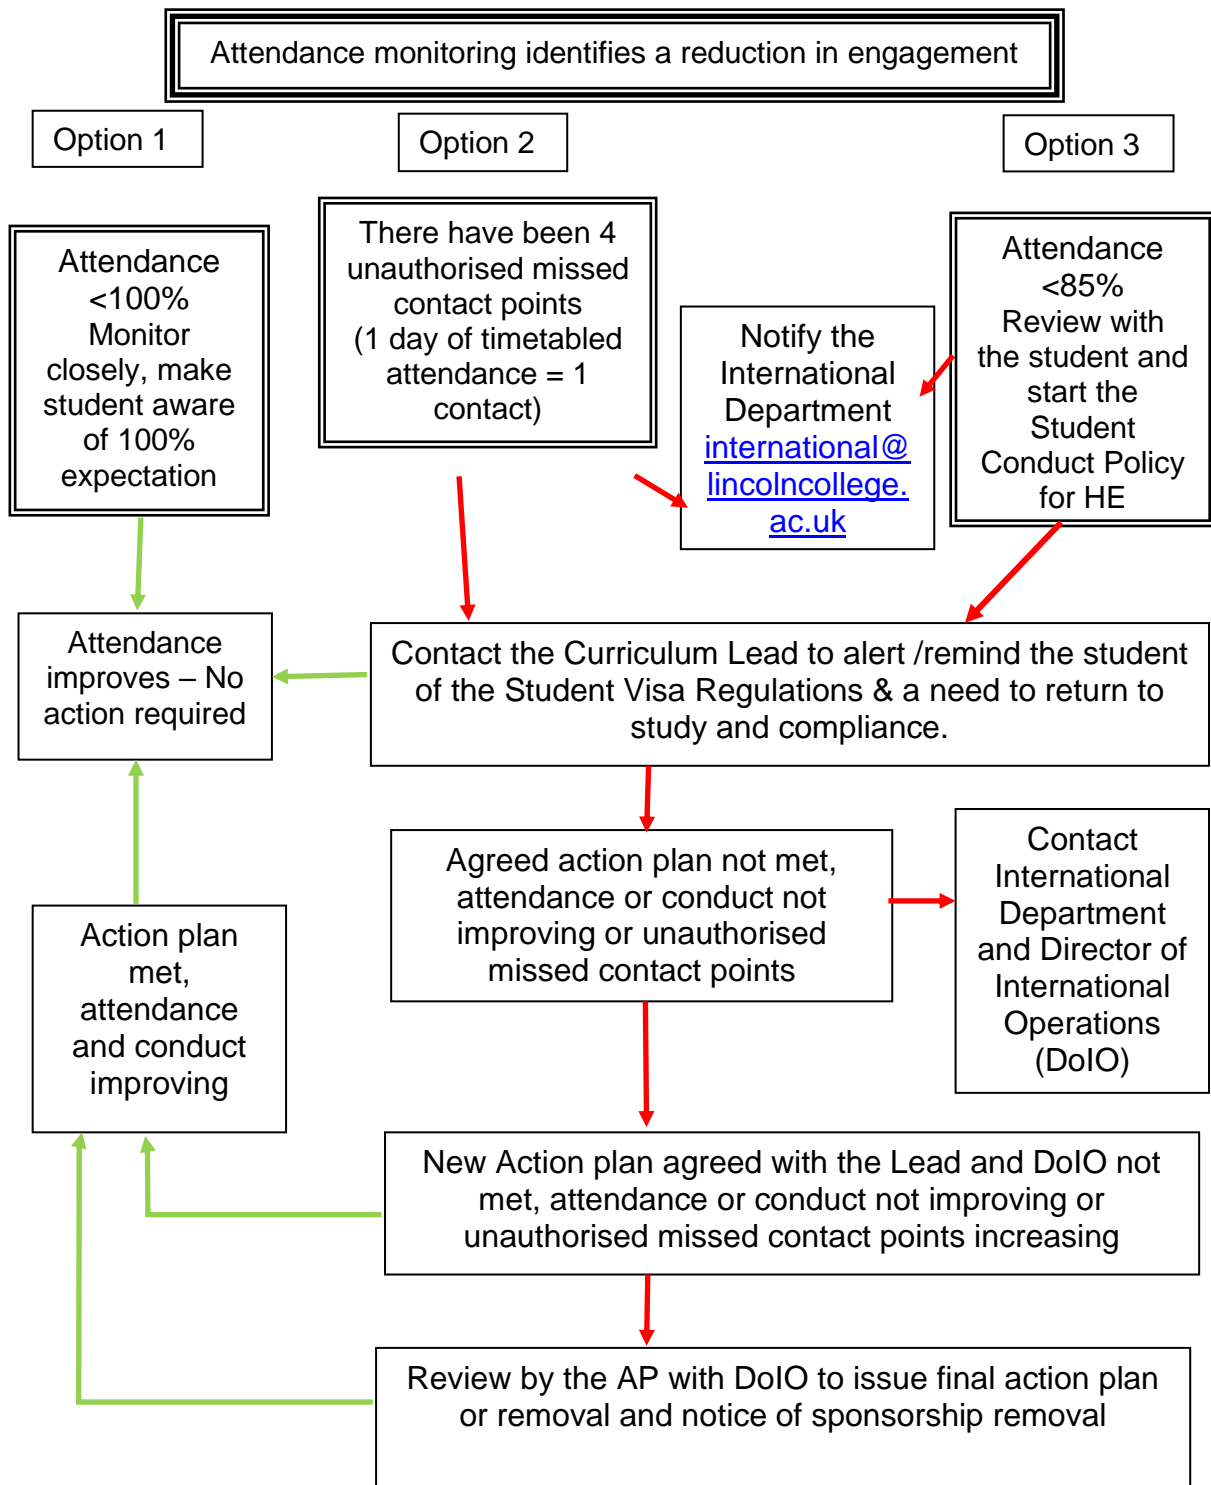 Attendance monitoring identifies a reduction in engagement
Option 1
Option 2
Option 3
Attendance
<100%
Monitor
closely, make
student aware
of 100%
expectation
There have been 4
unauthorised missed
contact points
(1 day of timetabled
attendance = 1
contact)
Notify the
International
Department
international@
lincolncollege.
ac.uk
Attendance
<85%
Review with
the student and
start the
Student
Conduct Policy
for HE
Attendance
improves – No
action required
Contact the Curriculum Lead to alert /remind the student
of the Student Visa Regulations & a need to return to
study and compliance.
Agreed action plan not met,
attendance or conduct not
improving or unauthorised
missed contact points
Contact
International
Department
and Director of
International
Operations
(DoIO)
Action plan
met,
attendance
and conduct
improving
New Action plan agreed with the Lead and DoIO not
met, attendance or conduct not improving or
unauthorised missed contact points increasing
Review by the AP with DoIO to issue final action plan
or removal and notice of sponsorship removal